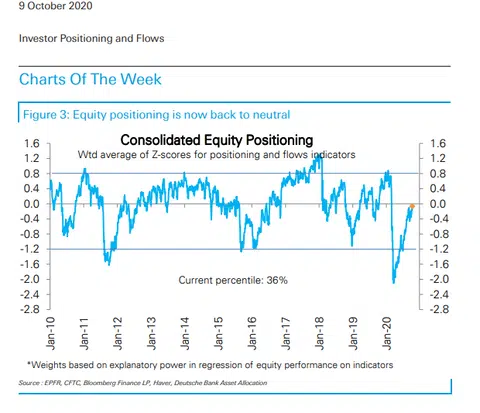 9 October 2020
Investor Positioning and Flows
Charts Of The Week
Figure 3: Equity positioning is now back to neutral
Consolidated Equity Positioning
Wtd average of Z-scores for positioning and flows indicators
1.6 1.6
1.2 1.2
0.8 0.8
0.4 0.4
0.0 0.0
-0.4 -0.4
-0.8 -0.8
-1.2 -1.2
-1.6 -1.6
-2.0 -2.0
-2.4 -2.4
-2.8 -2.8
Current percentile: 36%
Jan-10 Jan-11 Jan-12 Jan-13 Jan-14 Jan-15 Jan-16 Jan-17 Jan-18 Jan-19 Jan-20
*Weights based on explanatory power in regression of equity performance on indicators
Source : EPFR, CFTC, Bloomberg Finance LP, Haver, Deutsche Bank Asset Allocation